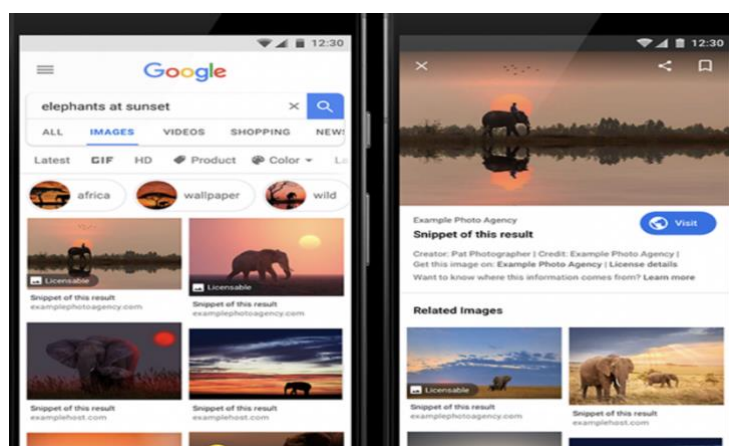 12:30
Google
elephants at sunset
ALL IMAGES VIDEOS SHOPPING NEWS
Latest GIF HD Product Color
africa wallpaper wild
Licensable
Licensable
Snippet of this result
examplephotoagency.com
Snippet of this result
examplephotoagency.com
Snippet of this result
examplehost.com
Snippet of this result
examplehost.com
12:30
Example Photo Agency
Snippet of this result
Visit
Creator: Pat Photographer | Credit: Example Photo Agency |
Get this image on: Example Photo Agency | License details
Want to know where this information comes from? Learn more
Related Images
Licensable
Snippet of this result
examplephotoagency.com
Snippet of this result
examplehost.com